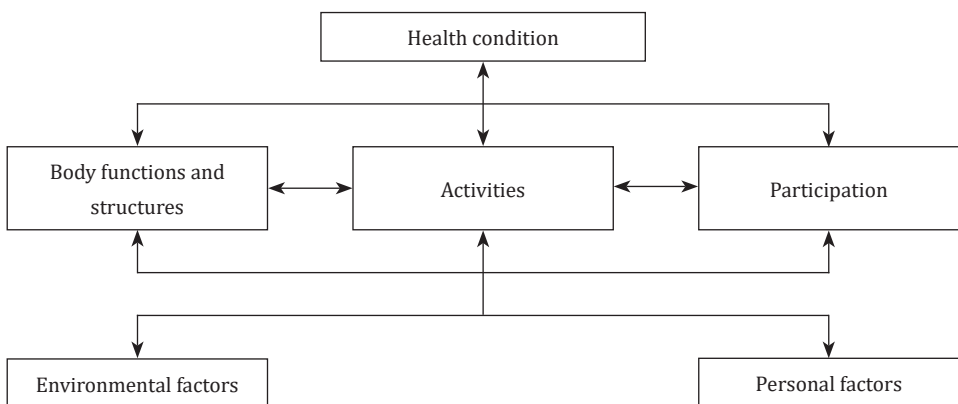 Health condition
Body functions and
structures
Activities
Participation
Environmental factors
Personal factors